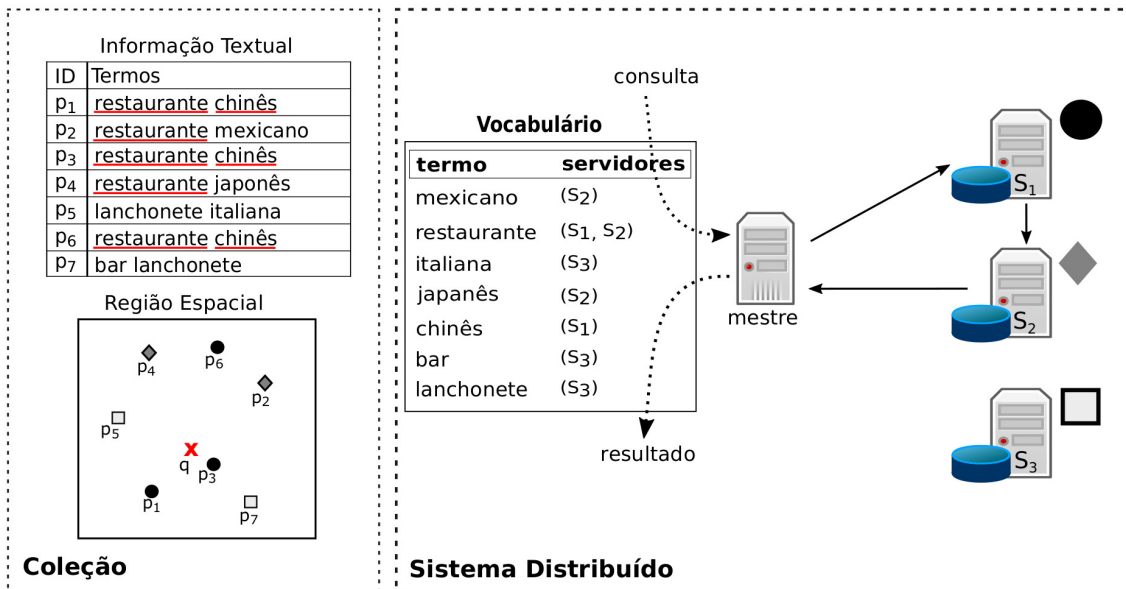 Informação Textual
ID Termos
p1 restaurante chinês
p2 restaurante mexicano
p3 restaurante chinês
p4 restaurante japonês
p5 lanchonete italiana
p6 restaurante chinês
p7 bar lanchonete
Região Espacial
p4
p6
p2
p5
x
q
p3
p1
p7
Coleção
consulta
Vocabulário
termo servidores
mexicano (S2)
restaurante (S1, S2)
italiana (S3)
japanês (S2)
chinês (S1)
bar (S3)
lanchonete (S3)
resultado
mestre
S1
S2
S3
Sistema Distribuído